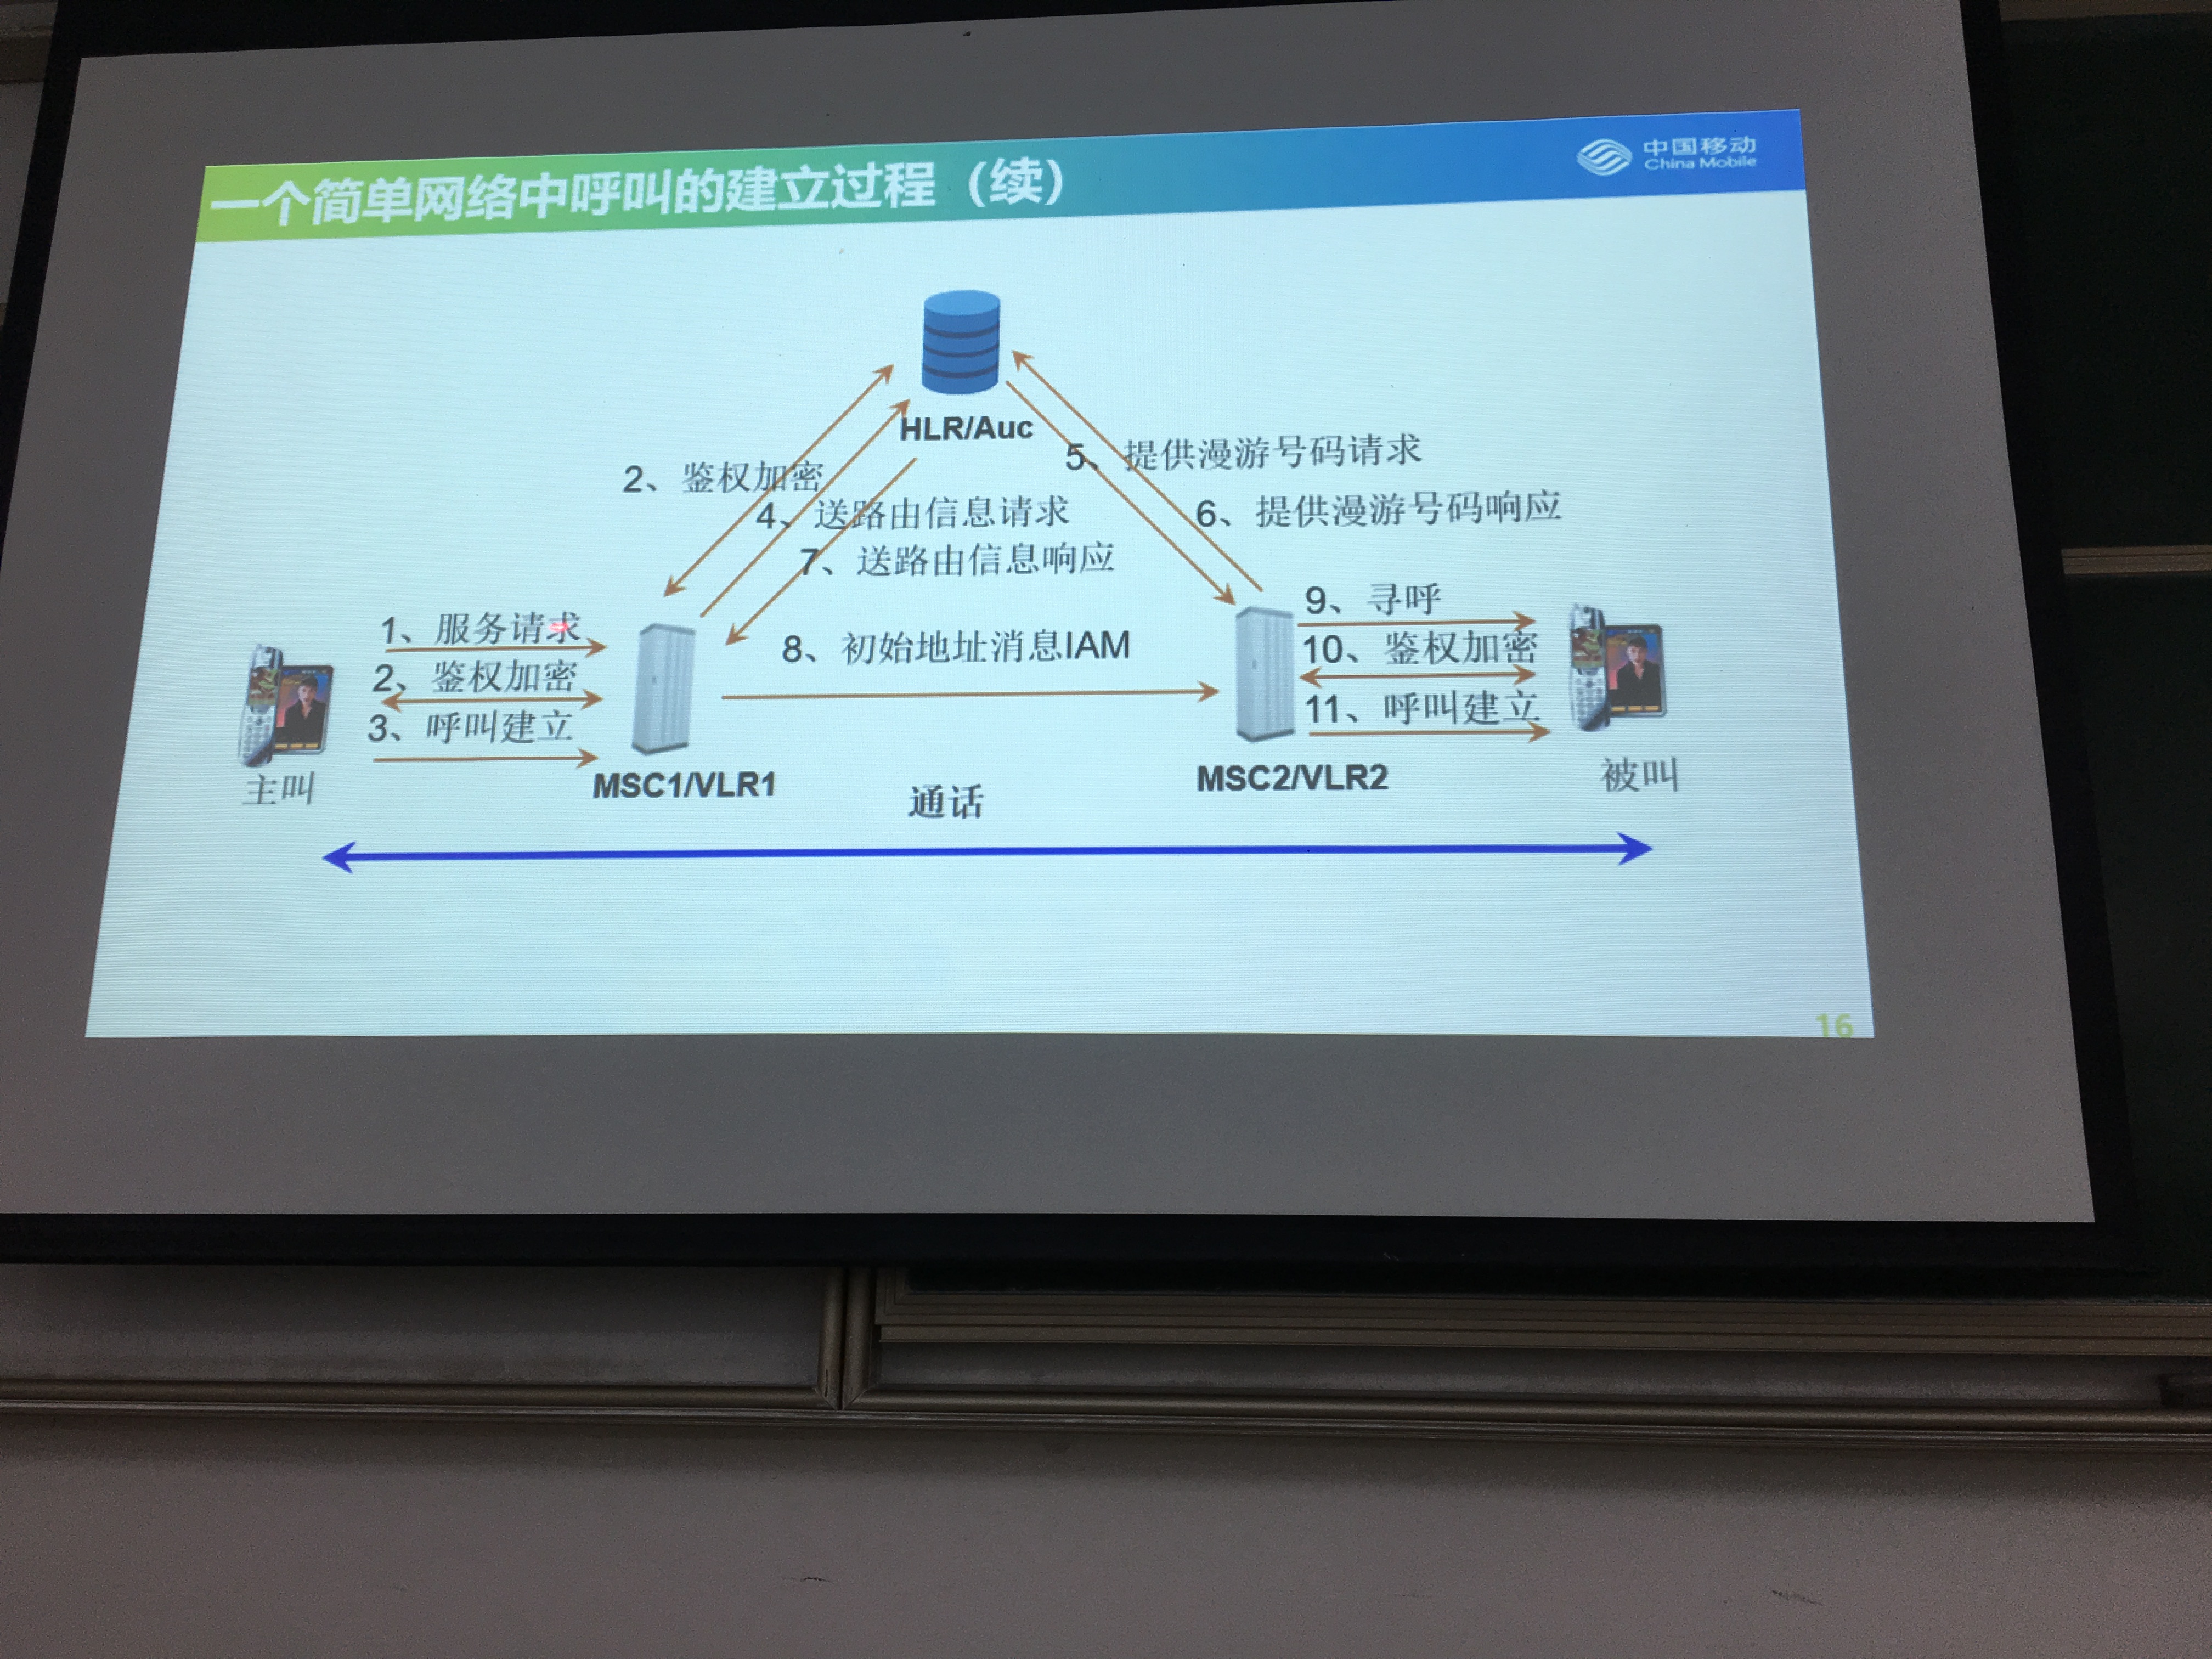 一个简单网络中呼叫的建立过程（续）
中国移动
China Mobile
HLR/Auc
2、鉴权加密
4、送路由信息请求
7、送路由信息响应
5、提供漫游号码请求
6、提供漫游号码响应
1、服务请求
2、鉴权加密
3、呼叫建立
8、初始地址消息IAM
9、寻呼
10、鉴权加密
11、呼叫建立
主叫
MSC1/VLR1
MSC2/VLR2
被叫
通话
16